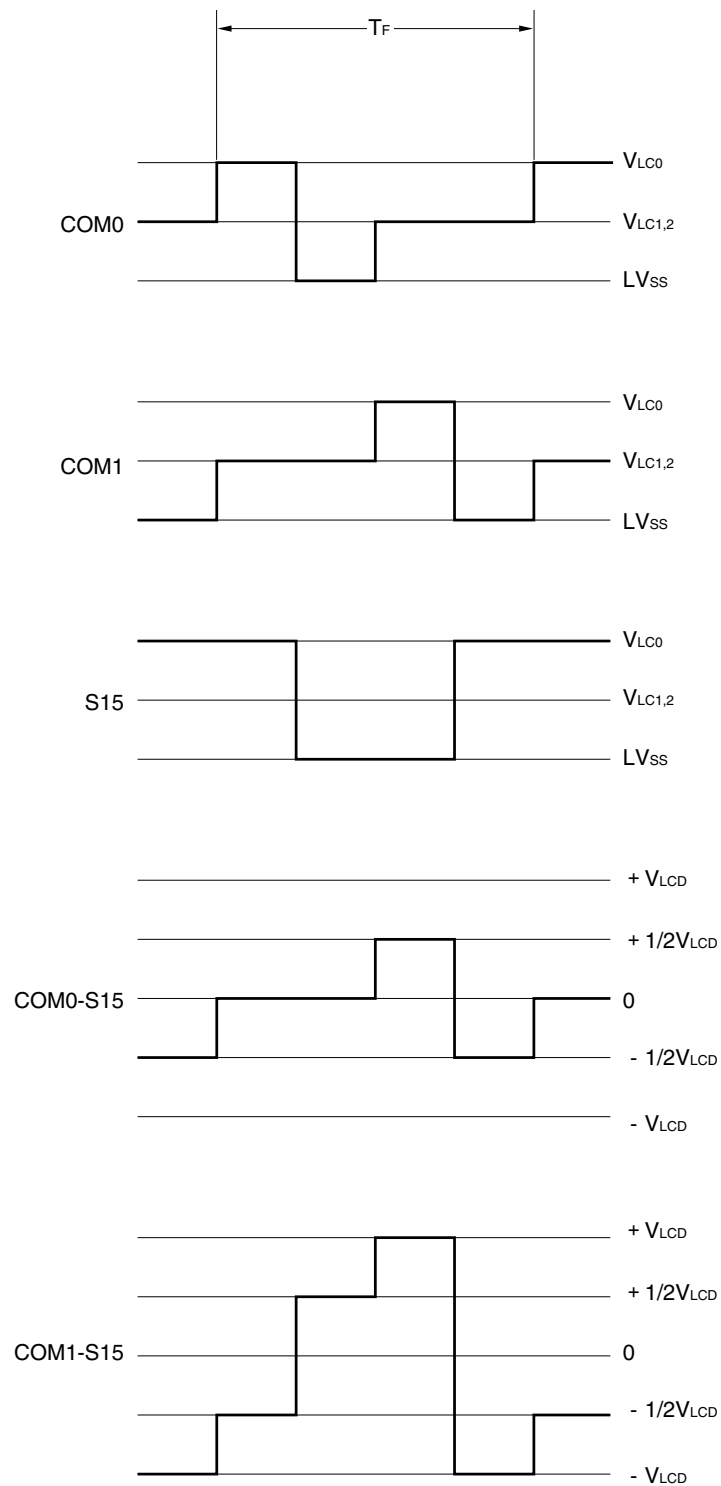 TF
VLC0
COM0
VLC1,2
LVSS
VLC0
COM1
VLC1,2
LVSS
VLC0
S15
VLC1,2
LVSS
+ VLCD
+ 1/2VLCD
COM0-S15
0
- 1/2VLCD
- VLCD
+ VLCD
+ 1/2VLCD
COM1-S15
0
- 1/2VLCD
- VLCD